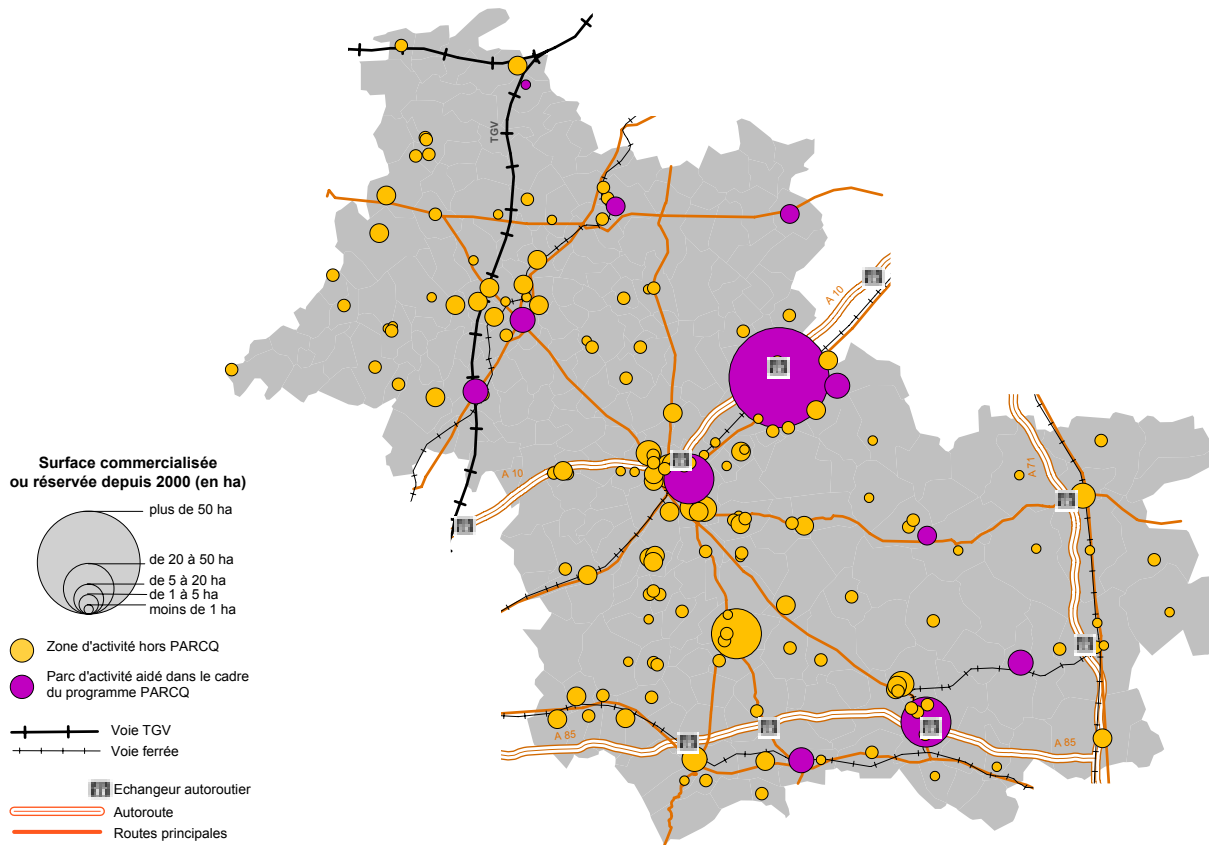 TGV
A 10
A 10
A 71
A 85
A 85
Surface commercialisée
ou réservée depuis 2000 (en ha)
plus de 50 ha
de 20 à 50 ha
de 5 à 20 ha
de 1 à 5 ha
moins de 1 ha
Zone d'activité hors PARCQ
Parc d'activité aidé dans le cadre
du programme PARCQ
Voie TGV
Voie ferrée
Echangeur autoroutier
Autoroute
Routes principales